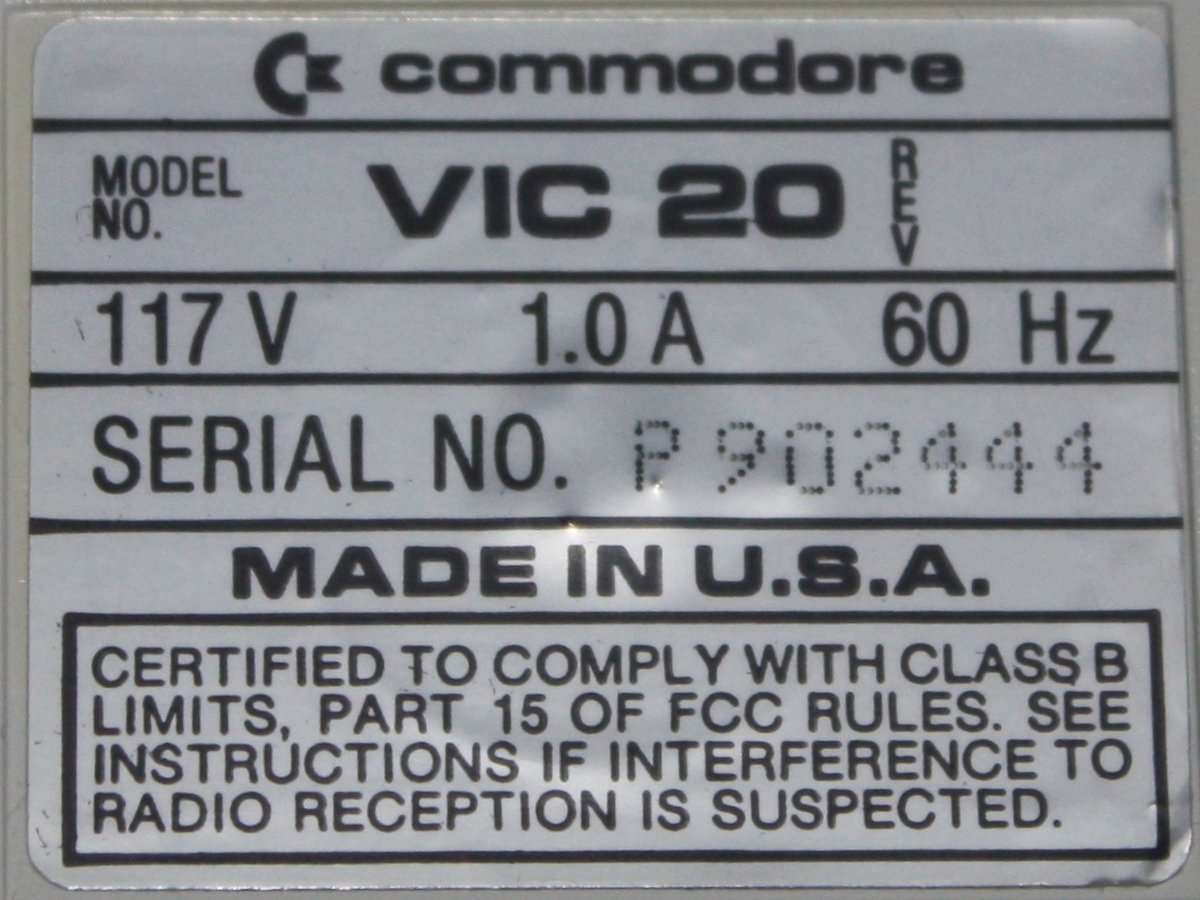 commodore
MODEL NO. VIC 20 REV
117 V 1.0 A 60 Hz
SERIAL NO. P 902444
MADE IN U.S.A.
CERTIFIED TO COMPLY WITH CLASS B
LIMITS, PART 15 OF FCC RULES. SEE
INSTRUCTIONS IF INTERFERENCE TO
RADIO RECEPTION IS SUSPECTED.